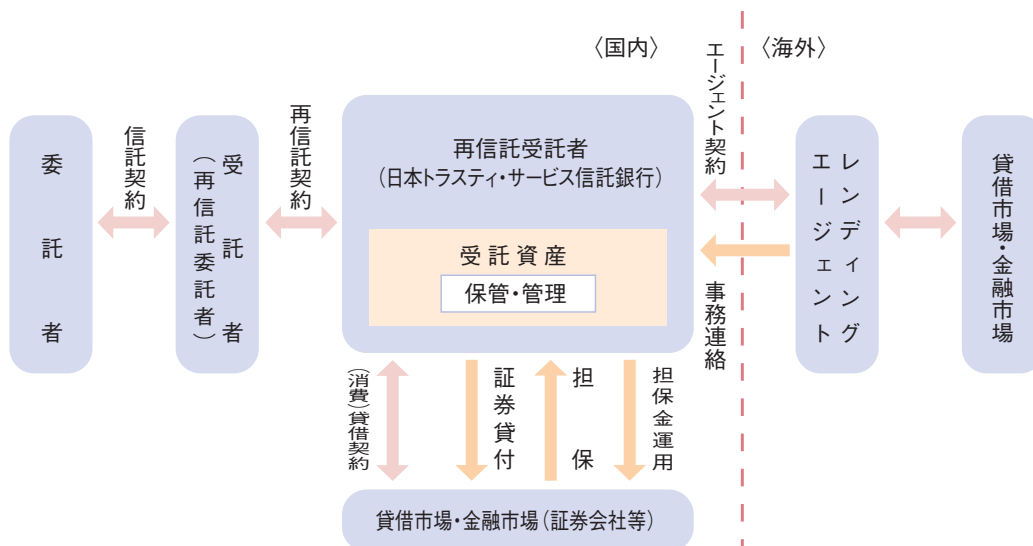 〈国内〉
〈海外〉
委託者
信託契約
受託者
（再信託委託者）
再信託契約
再信託受託者
（日本トラスティ・サービス信託銀行）
受託資産
保管・管理
エージェント契約
事務連絡
レンディング
エージェント
貸借市場・金融市場
（消費）貸借契約
証券貸付
担保
担保金運用
貸借市場・金融市場（証券会社等）